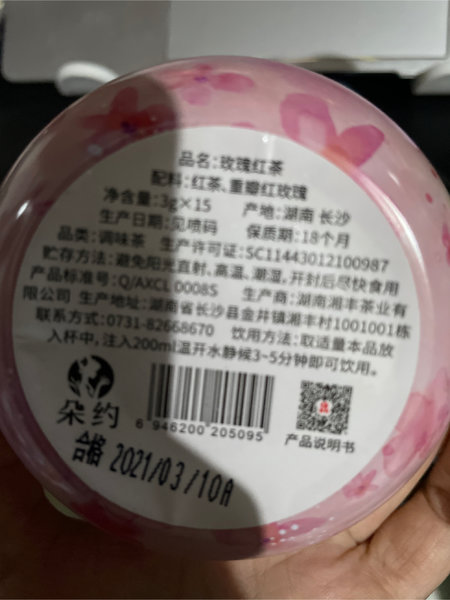 品名:玫瑰红茶
配料:红茶、重瓣红玫瑰
净含量:3g×15 产地:湖南 长沙
生产日期:见喷码 保质期:18个月
品类:调味茶 生产许可证:SC11443012100987
贮存方法:避免阳光直射、高温、潮湿,开封后尽快食用
产品标准号:Q/AXCL 0008S 生产商:湖南湘丰茶业有
限公司 生产地址:湖南省长沙县金井镇湘丰村1001001栋
联系方式:0731-82668670 饮用方法:取适量本品放
入杯中,注入200ml温开水静候3~5分钟即可饮用。
朵约
6 946200 205095
产品说明书
合格 2021/03/10A